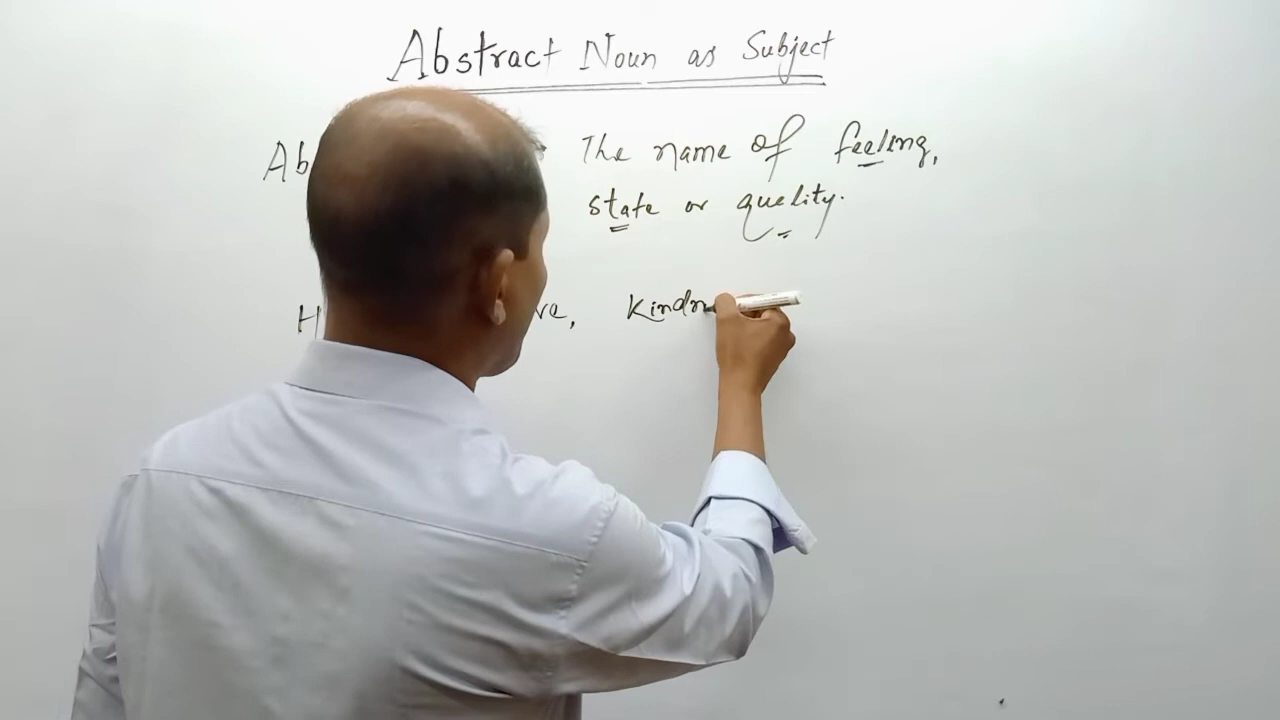 Abstract Noun as Subject
Ab The name of feeling,
state or quality.
H ve, Kindn